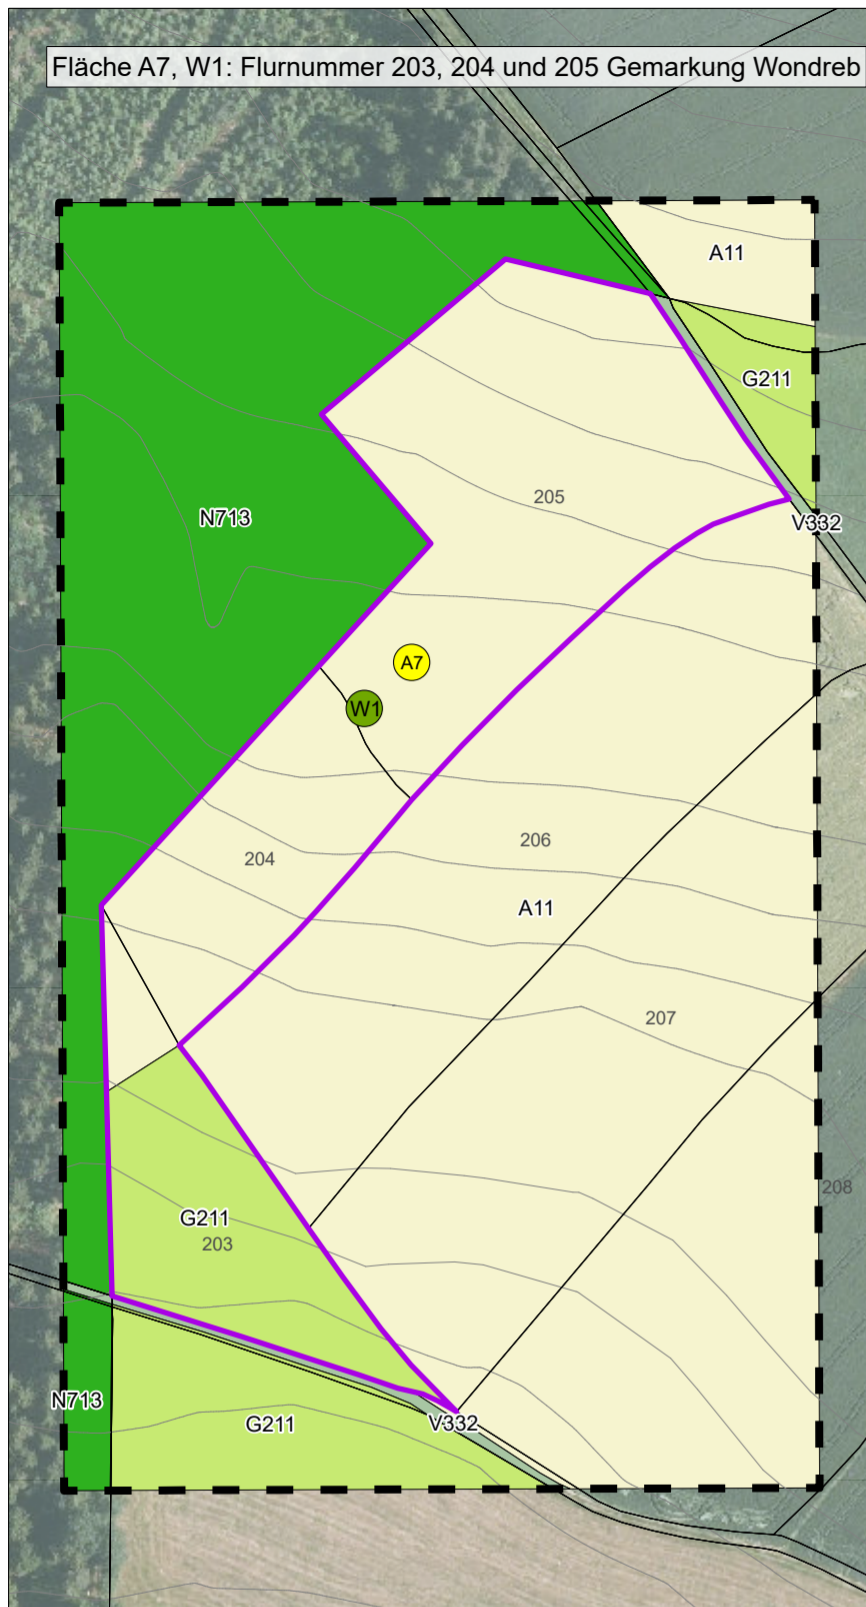 Fläche A7, W1: Flurnummer 203, 204 und 205 Gemarkung Wondreb
A11
G211
205
N713
V332
A7
W1
206
204
A11
207
208
G211
203
N713
G211
V332